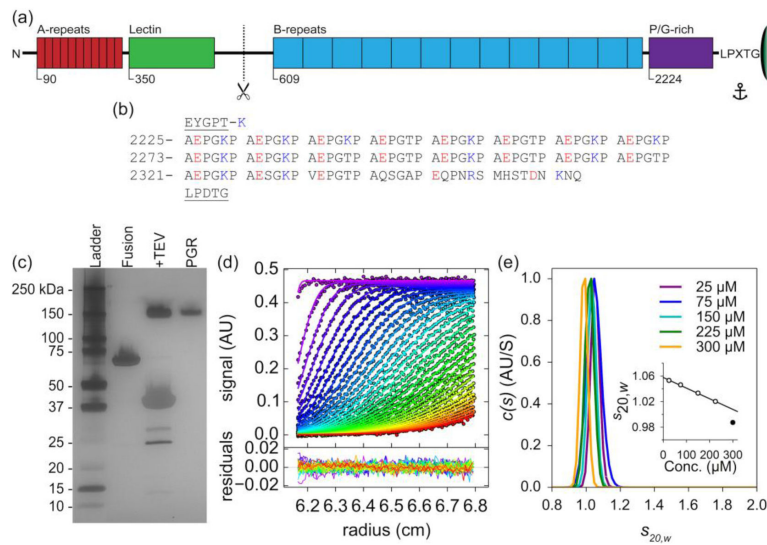 (a)
A-repeats Lectin B-repeats P/G-rich
N LPXTG
90 350 609 2224
(b)
EYGPT-K
2225- AEPGKP AEPGKP AEPGKP AEPGTP AEPGKP AEPGTP AEPGKP AEPGKP
2273- AEPGKP AEPGKP AEPGTP AEPGTP AEPGKP AEPGTP AEPGKP AEPGTP
2321- AEPGKP AESGKP VEPGTP AQSGAP EQPNRS MHSTDN KNQ
LPDTG
(c)
Ladder Fusion +TEV PGR
250 kDa
150
100
75
50
37
25
20
15
10
(d)
signal (AU)
0.5
0.4
0.3
0.2
0.1
0.0
residuals
0.02
0.00
−0.02
6.2 6.3 6.4 6.5 6.6 6.7 6.8
radius (cm)
(e)
c(s) (AU/S)
1.0
0.8
0.6
0.4
0.2
0.0
25 μM
75 μM
150 μM
225 μM
300 μM
s20,w
1.06
1.02
0.98
0 75 150 300
Conc. (μM)
0.8 1.0 1.2 1.4 1.6 1.8 2.0
s20,w